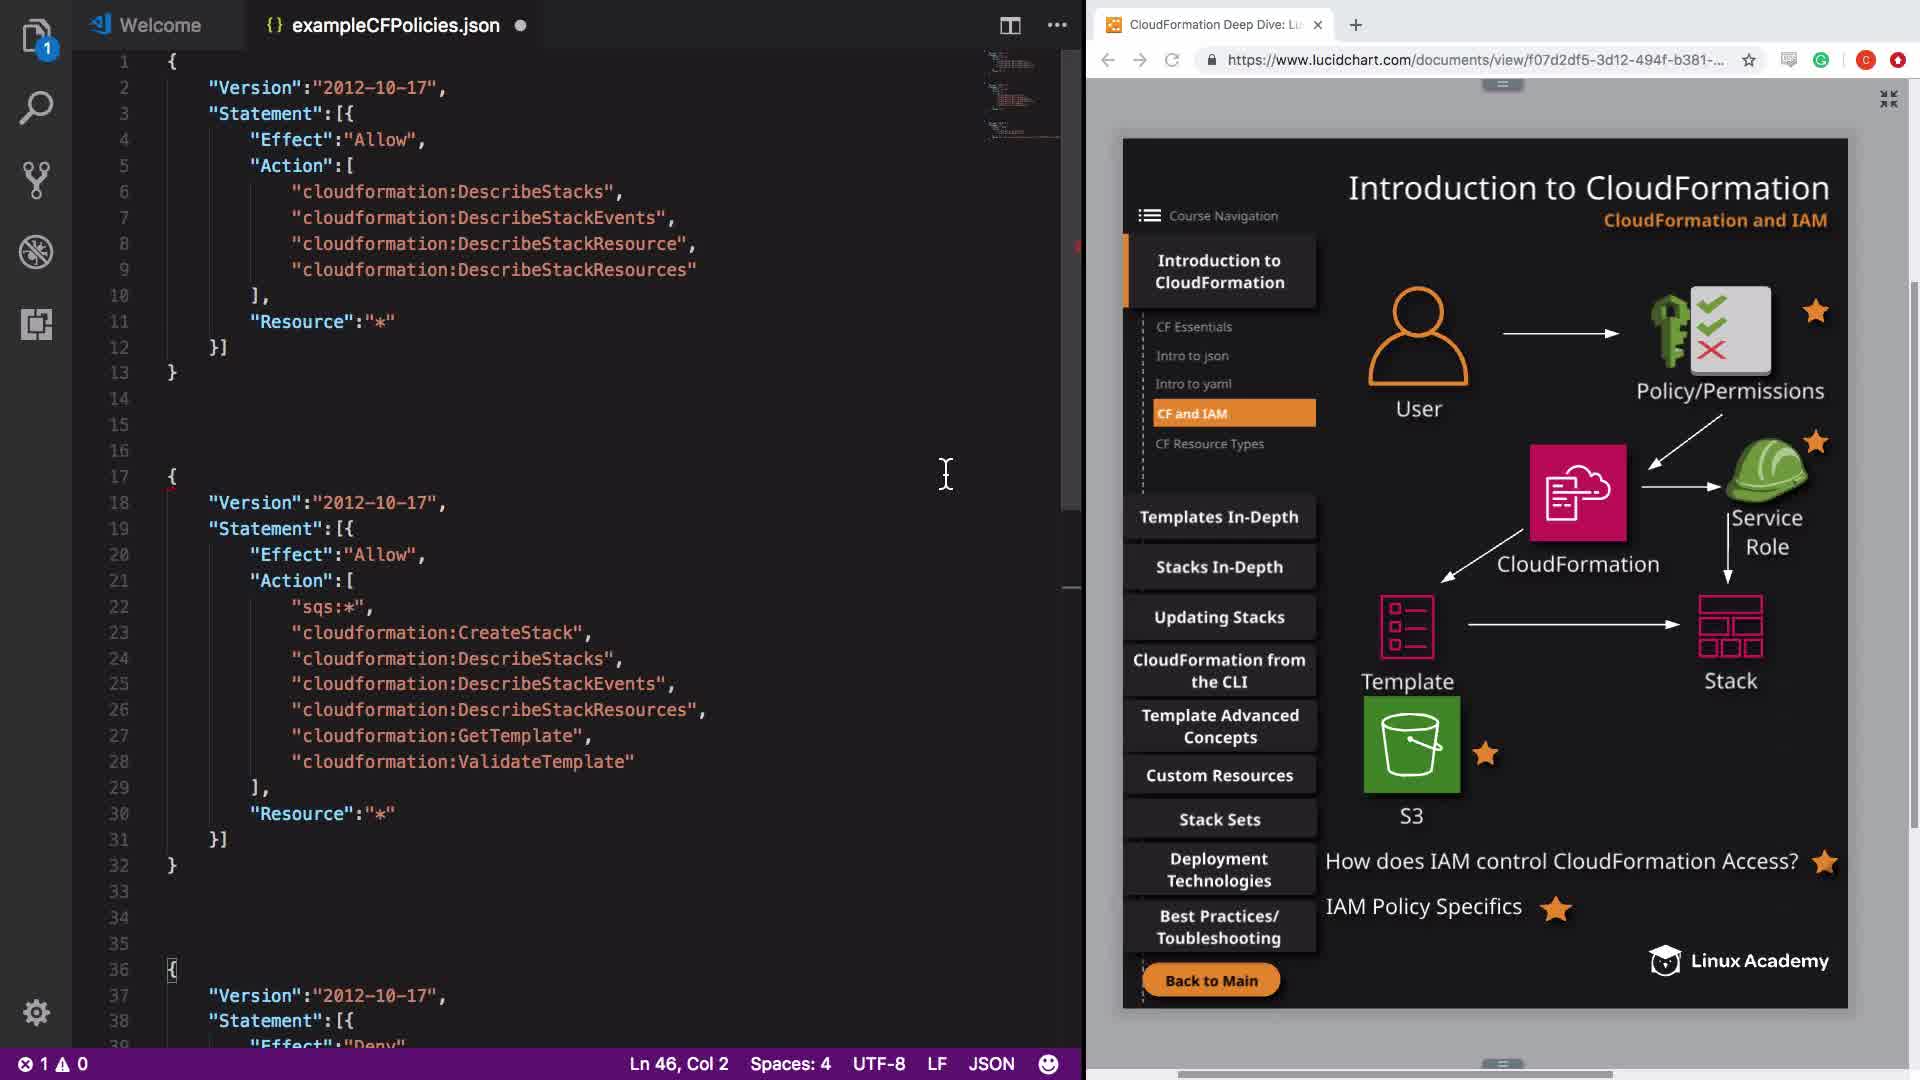 1
Welcome
{} exampleCFPolicies.json
1 {
2 "Version":"2012-10-17",
3 "Statement":[{
4 "Effect":"Allow",
5 "Action":[
6 "cloudformation:DescribeStacks",
7 "cloudformation:DescribeStackEvents",
8 "cloudformation:DescribeStackResource",
9 "cloudformation:DescribeStackResources"
10 ],
11 "Resource":"*"
12 }]
13 }
14
15
16
17 {
18 "Version":"2012-10-17",
19 "Statement":[{
20 "Effect":"Allow",
21 "Action":[
22 "sqs:*",
23 "cloudformation:CreateStack",
24 "cloudformation:DescribeStacks",
25 "cloudformation:DescribeStackEvents",
26 "cloudformation:DescribeStackResources",
27 "cloudformation:GetTemplate",
28 "cloudformation:ValidateTemplate"
29 ],
30 "Resource":"*"
31 }]
32 }
33
34
35
36 {
37 "Version":"2012-10-17",
38 "Statement":[{
39 "Effect":"Deny"
1 0
Ln 46, Col 2 Spaces: 4 UTF-8 LF JSON
CloudFormation Deep Dive: Li
https://www.lucidchart.com/documents/view/f07d2df5-3d12-494f-b381-...
C
Introduction to CloudFormation
CloudFormation and IAM
Course Navigation
Introduction to
CloudFormation
CF Essentials
Intro to json
Intro to yaml
CF and IAM
CF Resource Types
Templates In-Depth
Stacks In-Depth
Updating Stacks
CloudFormation from
the CLI
Template Advanced
Concepts
Custom Resources
Stack Sets
Deployment
Technologies
Best Practices/
Toubleshooting
Back to Main
User
Policy/Permissions
CloudFormation
Service
Role
Template
Stack
S3
How does IAM control CloudFormation Access?
IAM Policy Specifics
Linux Academy